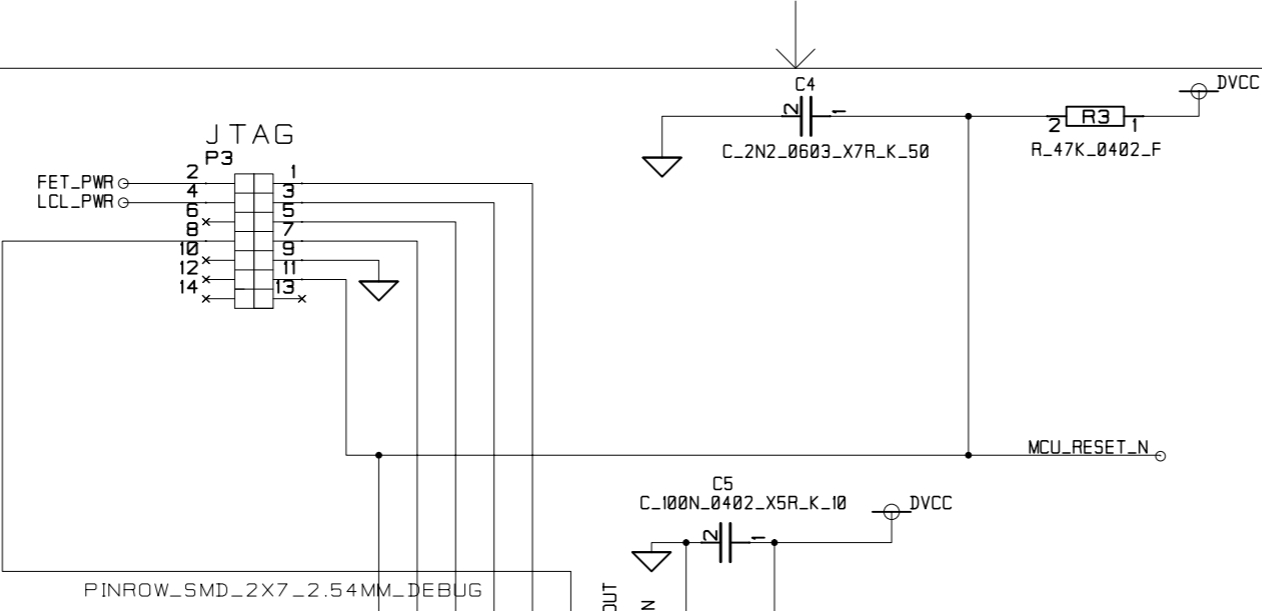 C4
DVCC
2 1
2 R3 1
JTAG
C_2N2_0603_X7R_K_50
R_47K_0402_F
P3
2 1
FET_PWR
4 3
LCL_PWR
6 5
8 7
10 9
12 11
14 13
MCU_RESET_N
C5
C_100N_0402_X5R_K_10
DVCC
2 1
PINROW_SMD_2X7_2.54MM_DEBUG
OUT
N